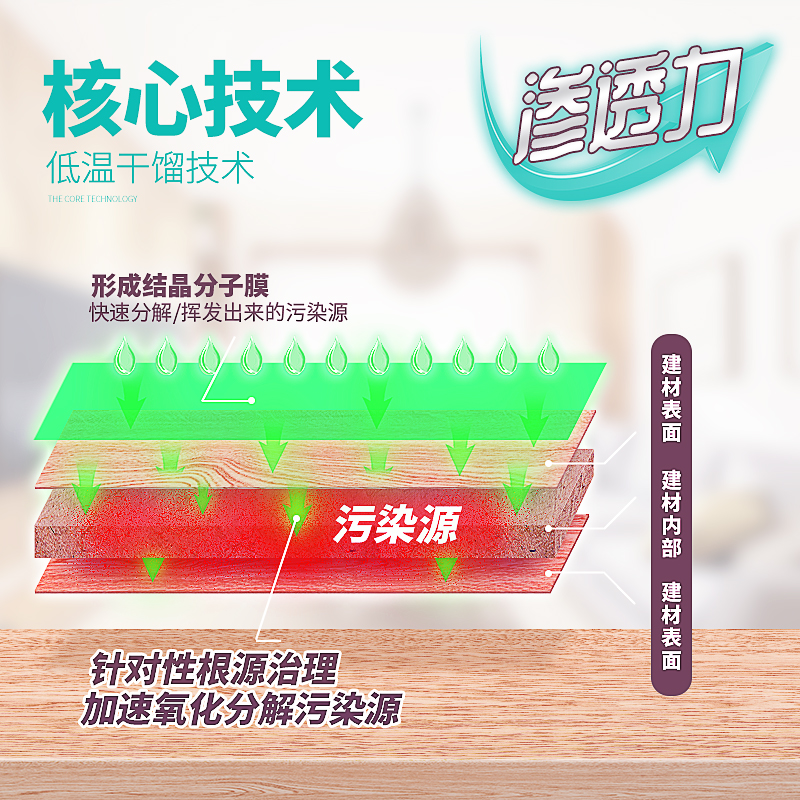 核心技术
低温干馏技术
THE CORE TECHNOLOGY
渗透力
形成结晶分子膜
快速分解/挥发出来的污染源
建材表面
建材内部
建材表面
污染源
针对性根源治理
加速氧化分解污染源